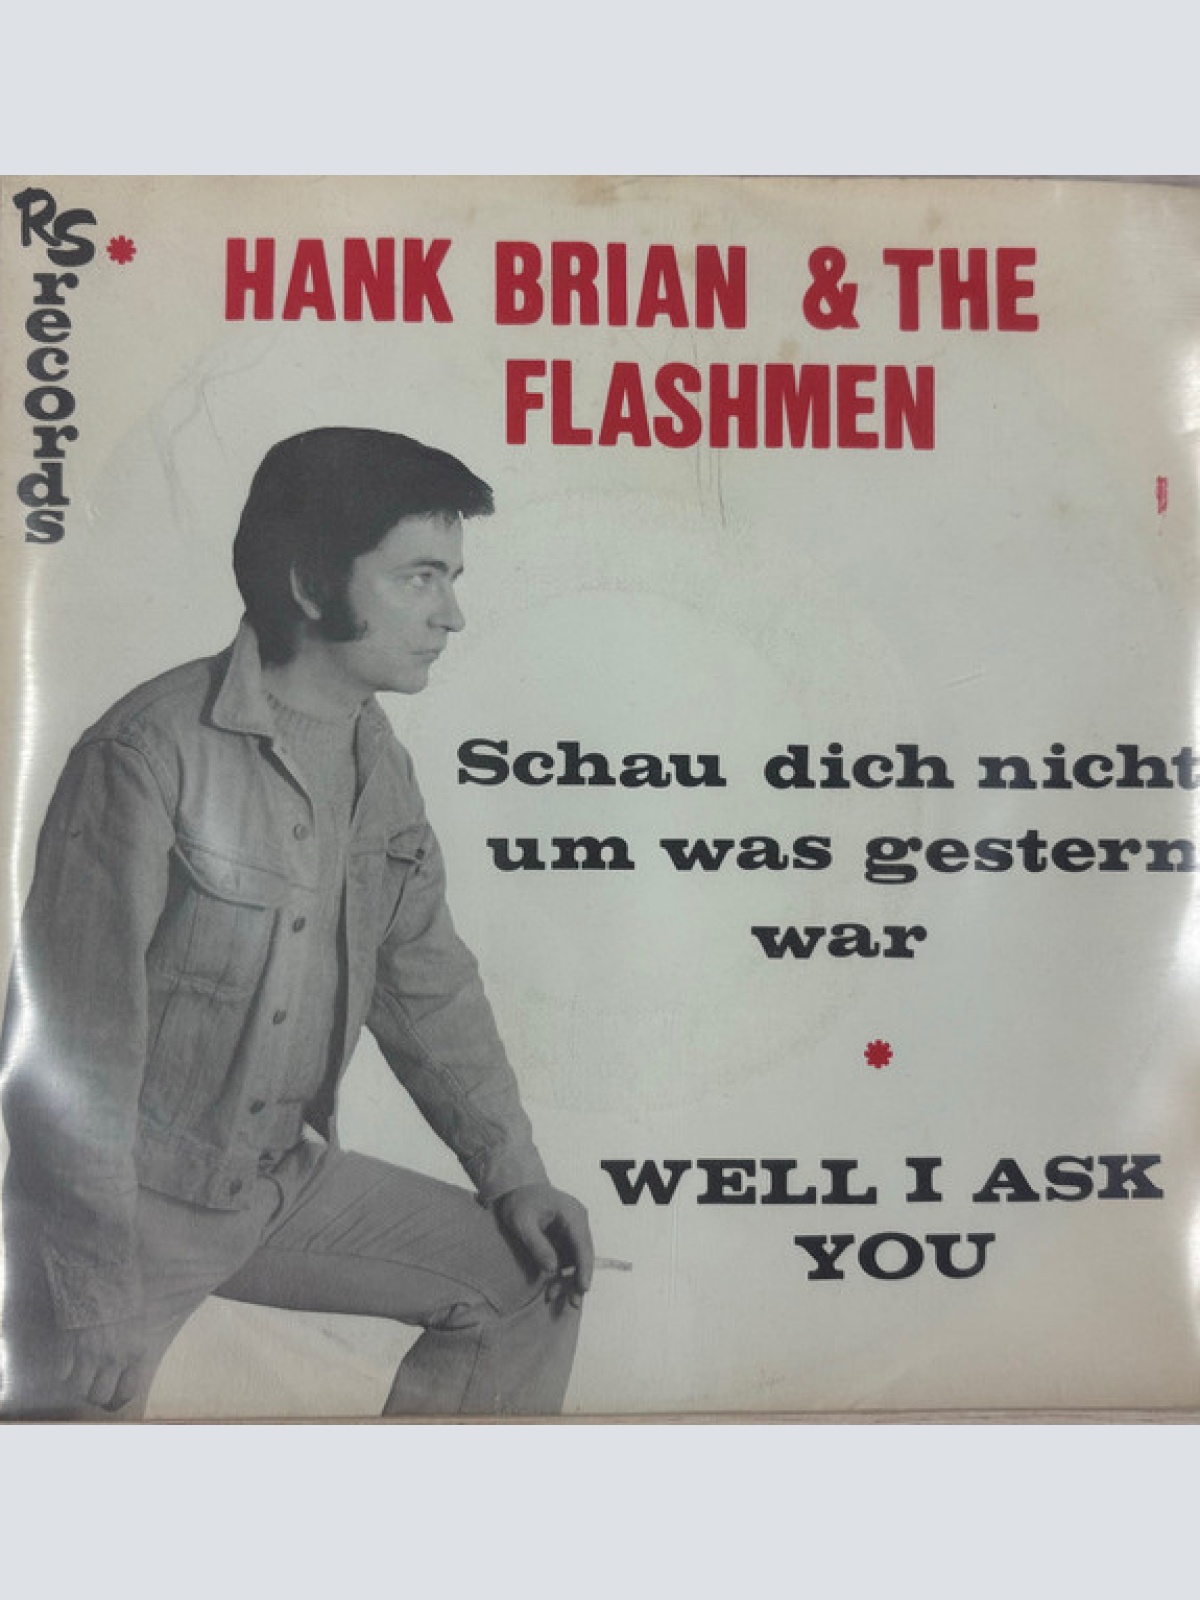 RS
records
HANK BRIAN & THE
FLASHMEN
Schau dich nicht
um was gestern
war
WELL I ASK
YOU